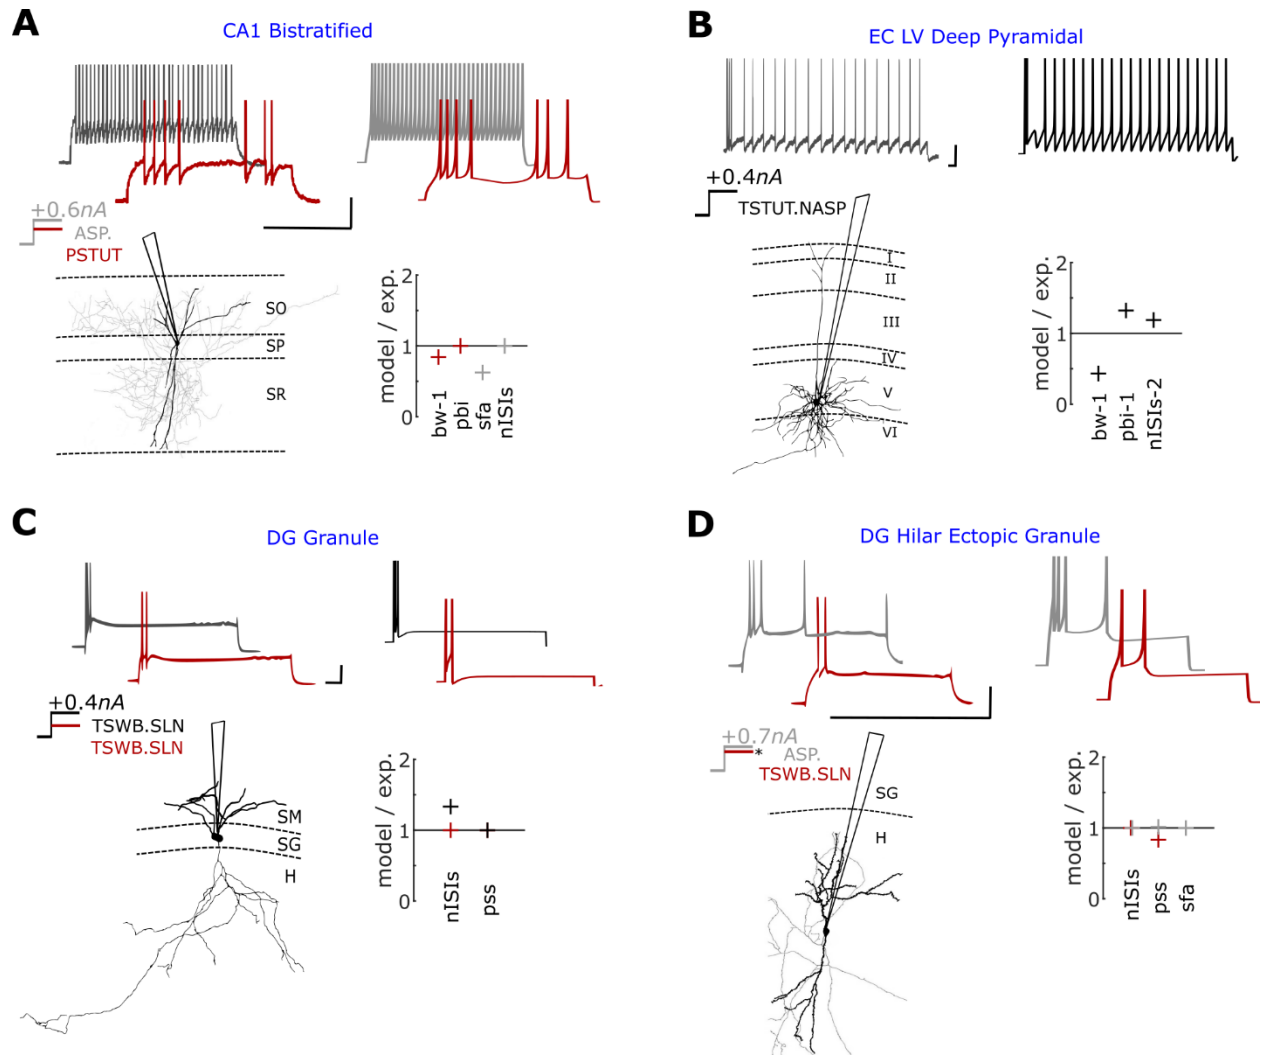 A
CA1 Bistratified
+0.6nA
ASP.
PSTUT
SO
SP
SR
model / exp.
2
1
0
bw-1
pbi
sfa
nISIs
B
EC LV Deep Pyramidal
+0.4nA
TSTUT.NASP
I
II
III
IV
V
VI
model / exp.
2
1
0
bw-1
pbi-1
nISIs-2
C
DG Granule
+0.4nA
TSWB.SLN
TSWB.SLN
SM
SG
H
model / exp.
2
1
0
nISIs
pss
D
DG Hilar Ectopic Granule
+0.7nA
* ASP.
TSWB.SLN
SG
H
model / exp.
2
1
0
nISIs
pss
sfa